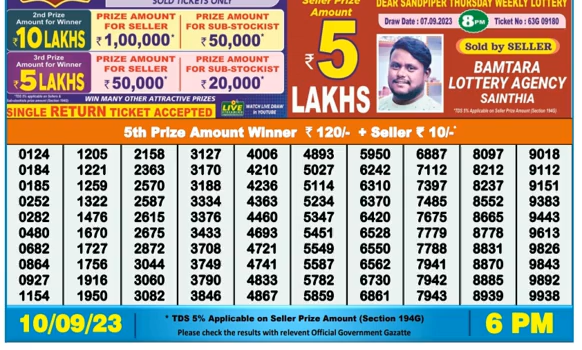 SOLD TICKETS ONLY
2nd Prize
Amount for Winner
₹10 LAKHS
PRIZE AMOUNT
FOR SELLER
₹1,00,000/-*
PRIZE AMOUNT
FOR SUB-STOCKIST
₹50,000/-*
3rd Prize
Amount for Winner
₹5 LAKHS
PRIZE AMOUNT
FOR SELLER
₹50,000/-*
PRIZE AMOUNT
FOR SUB-STOCKIST
₹20,000/-*
WIN MANY OTHER ATTRACTIVE PRIZES
SINGLE RETURN TICKET ACCEPTED
LIVE
WATCH LIVE DRAW
in YOUTUBE
Seller Prize
Amount
₹5
LAKHS
DEAR SANDPIPER THURSDAY WEEKLY LOTTERY
Draw Date : 07.09.2023 8PM Ticket No : 63G 09180
Sold by SELLER
BAMTARA
LOTTERY AGENCY
SAINTHIA
*TDS 5% Applicable on Seller Prize Amount (Section 194G)
5th Prize Amount Winner ₹ 120/- + Seller ₹ 10/-*
0124 1205 2158 3127 4006 4893 5950 6887 8097 9018
0184 1221 2363 3170 4210 5027 6242 7112 8212 9112
0185 1259 2570 3188 4236 5114 6310 7397 8237 9151
0252 1322 2587 3334 4363 5234 6370 7485 8552 9383
0282 1476 2615 3376 4460 5347 6420 7675 8665 9443
0480 1670 2675 3433 4693 5451 6528 7779 8778 9613
0682 1727 2872 3708 4721 5549 6550 7788 8831 9826
0864 1756 3044 3749 4741 5587 6562 7941 8870 9843
0927 1916 3060 3790 4833 5782 6730 7942 8885 9892
1154 1950 3082 3846 4867 5859 6861 7943 8939 9938
10/09/23
* TDS 5% Applicable on Seller Prize Amount (Section 194G)
Please check the results with relevent Official Government Gazatte
6 PM